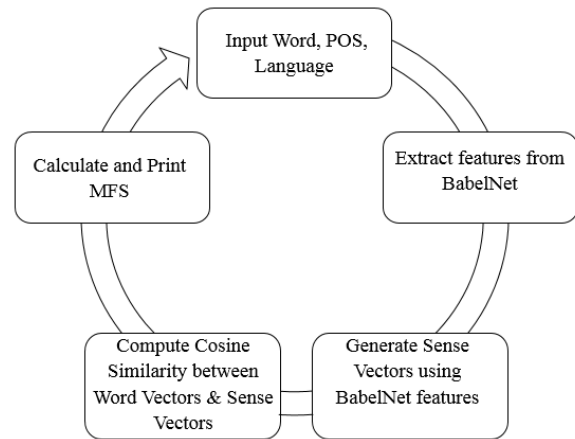 Input Word, POS,
Language
Extract features from
BabelNet
Generate Sense
Vectors using
BabelNet features
Compute Cosine
Similarity between
Word Vectors & Sense
Vectors
Calculate and Print
MFS